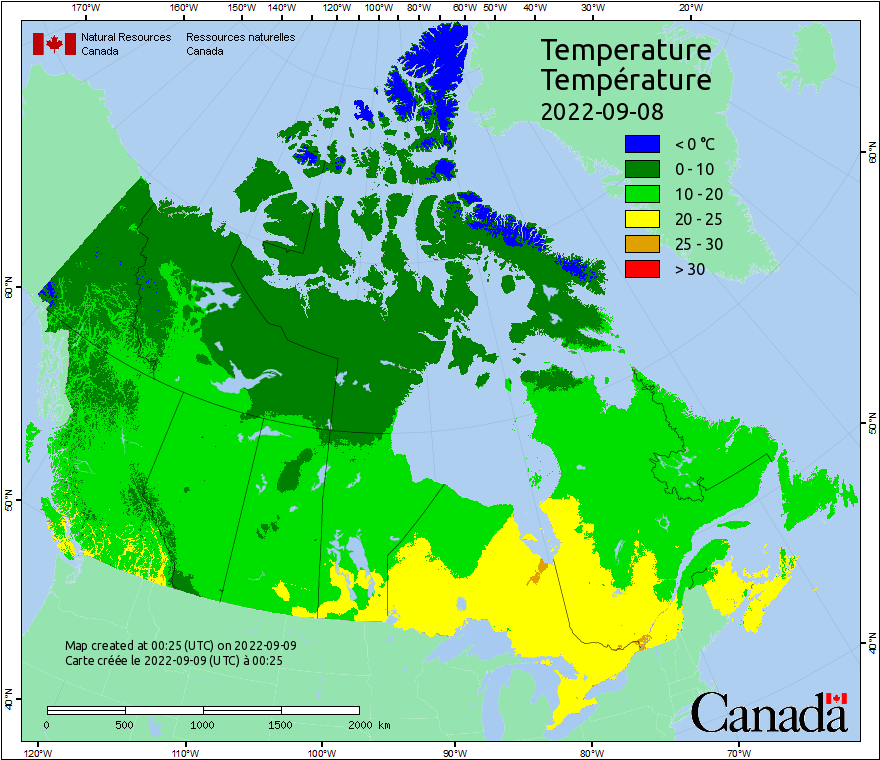 170°W 160°W 150°W 140°W 130°W 120°W 110°W 100°W 90°W 80°W 70°W 60°W 50°W 40°W 30°W 20°W
Natural Resources Ressources naturelles
Canada Canada
Temperature
Température
2022-09-08
< 0 °C
0 - 10
10 - 20
20 - 25
25 - 30
> 30
60°N
60°N
50°N
50°N
40°N
40°N
Map created at 00:25 (UTC) on 2022-09-09
Carte créée le 2022-09-09 (UTC) à 00:25
0 500 1000 1500 2000 km
Canada
120°W 110°W 100°W 90°W 80°W 70°W